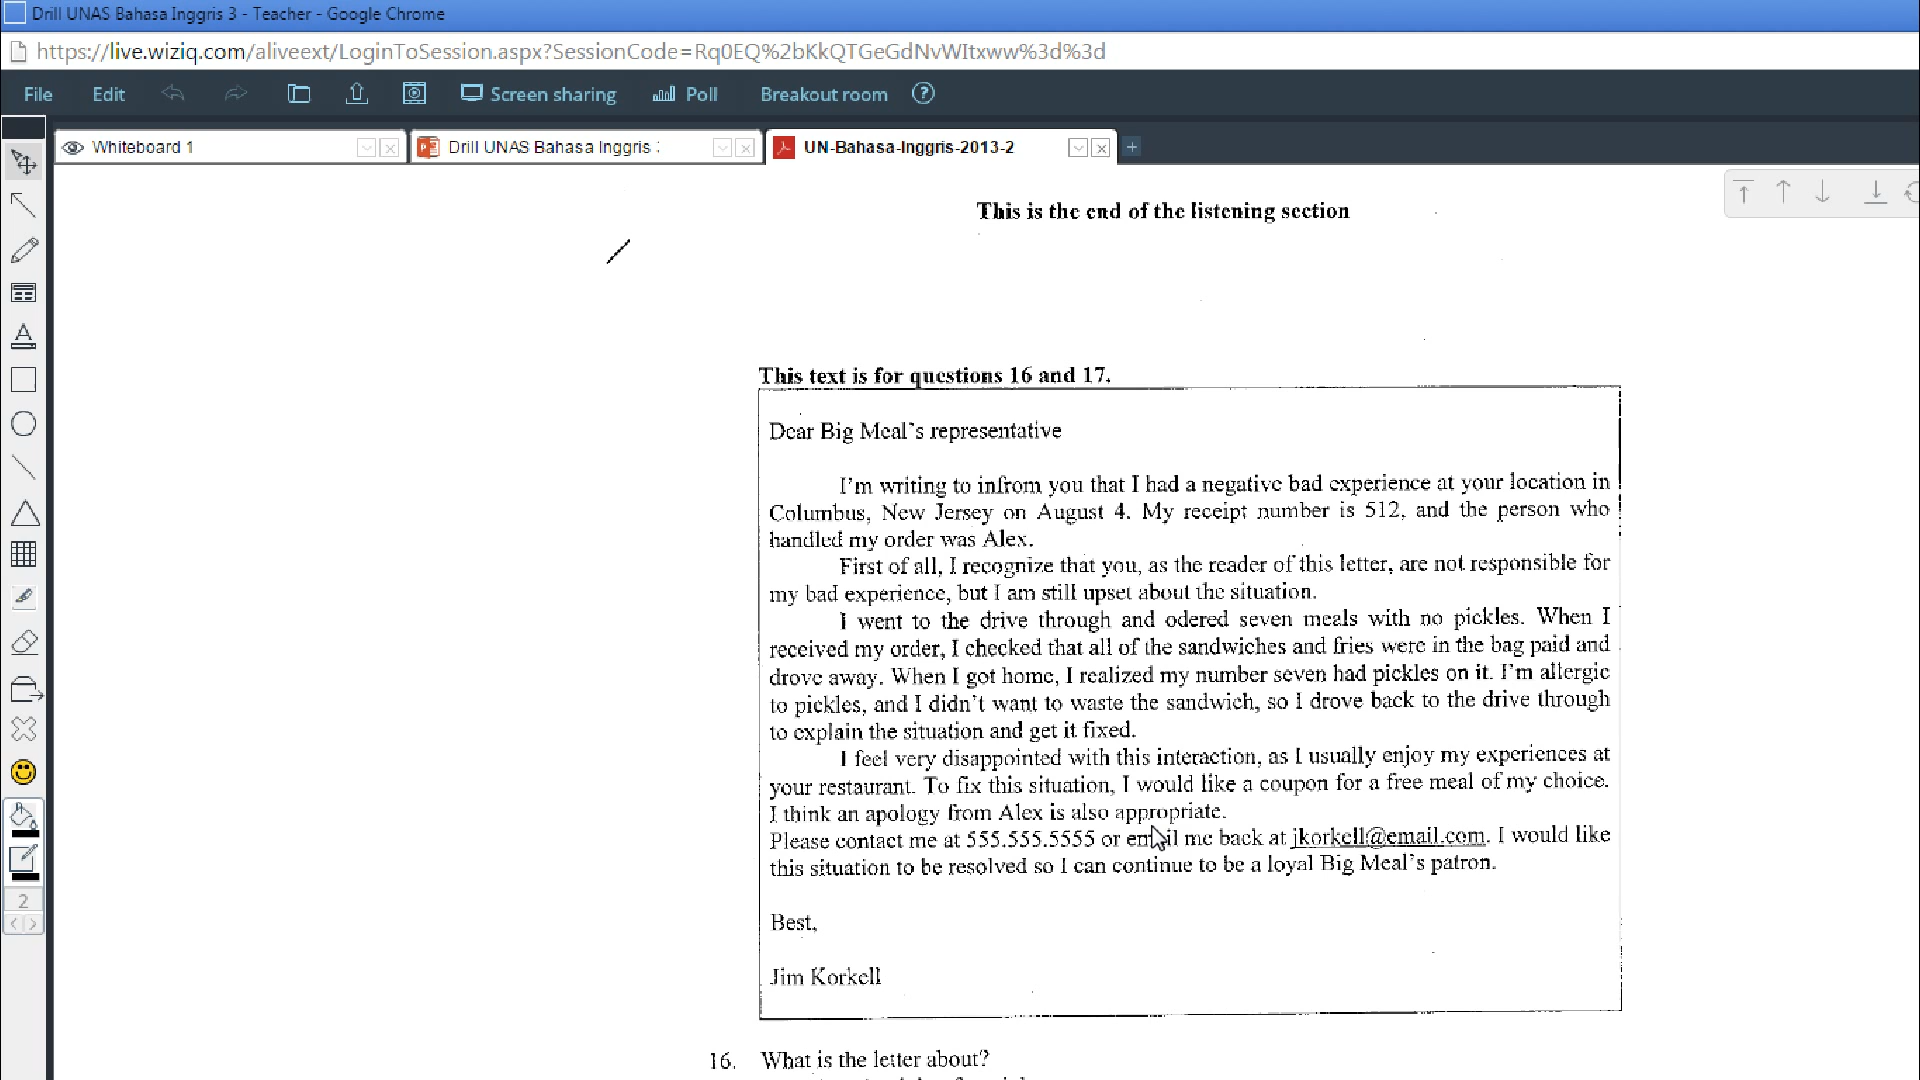 Drill UNAS Bahasa Inggris 3 - Teacher - Google Chrome
https://live.wiziq.com/aliveext/LoginToSession.aspx?SessionCode=Rq0EQ%2bKkQTGeGdNvWItxww%3d%3d
File Edit Screen sharing Poll Breakout room
Whiteboard 1 Drill UNAS Bahasa Inggris UN-Bahasa-Inggris-2013-2
This is the end of the listening section
This text is for questions 16 and 17.
Dear Big Meal's representative
I'm writing to infrom you that I had a negative bad experience at your location in
Columbus, New Jersey on August 4. My receipt number is 512, and the person who
handled my order was Alex.
First of all, I recognize that you, as the reader of this letter, are not responsible for
my bad experience, but I am still upset about the situation.
I went to the drive through and odered seven meals with no pickles. When I
received my order, I checked that all of the sandwiches and fries were in the bag paid and
drove away. When I got home, I realized my number seven had pickles on it. I'm allergic
to pickles, and I didn't want to waste the sandwich, so I drove back to the drive through
to explain the situation and get it fixed.
I feel very disappointed with this interaction, as I usually enjoy my experiences at
your restaurant. To fix this situation, I would like a coupon for a free meal of my choice.
I think an apology from Alex is also appropriate.
Please contact me at 555.555.5555 or email me back at jkorkell@email.com. I would like
this situation to be resolved so I can continue to be a loyal Big Meal's patron.
Best,
Jim Korkell
2
16. What is the letter about?